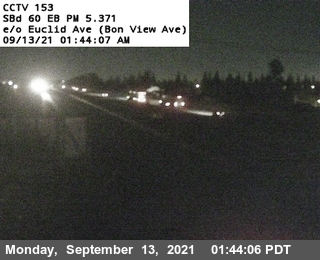 CCTV 153
SBd 60 EB PM 5.371
e/o Euclid Ave (Bon View Ave)
09/13/21 01:44:07 AM
Monday, September 13, 2021 01:44:06 PDT